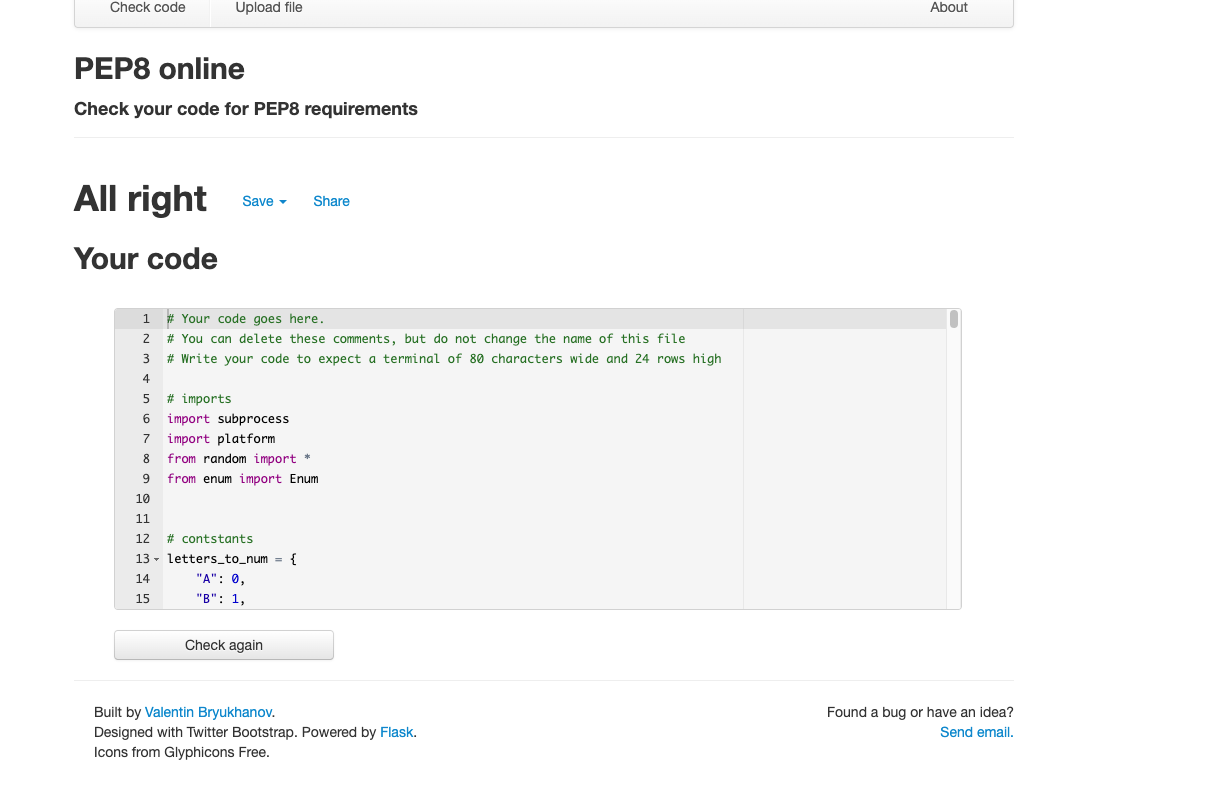 Check code Upload file About
PEP8 online
Check your code for PEP8 requirements
All right Save Share
Your code
1 # Your code goes here.
2 # You can delete these comments, but do not change the name of this file
3 # Write your code to expect a terminal of 80 characters wide and 24 rows high
4
5 # imports
6 import subprocess
7 import platform
8 from random import *
9 from enum import Enum
10
11
12 # contstants
13 letters_to_num = {
14 "A": 0,
15 "B": 1,
Check again
Built by Valentin Bryukhanov. Found a bug or have an idea?
Designed with Twitter Bootstrap. Powered by Flask. Send email.
Icons from Glyphicons Free.